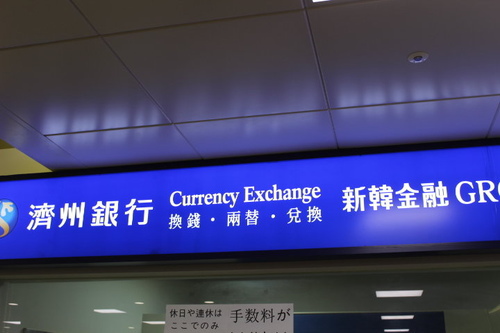 濟州銀行
Currency Exchange
換錢・兩替・兌換
新韓金融 GR
休日や連休は
ここでのみ
手数料が